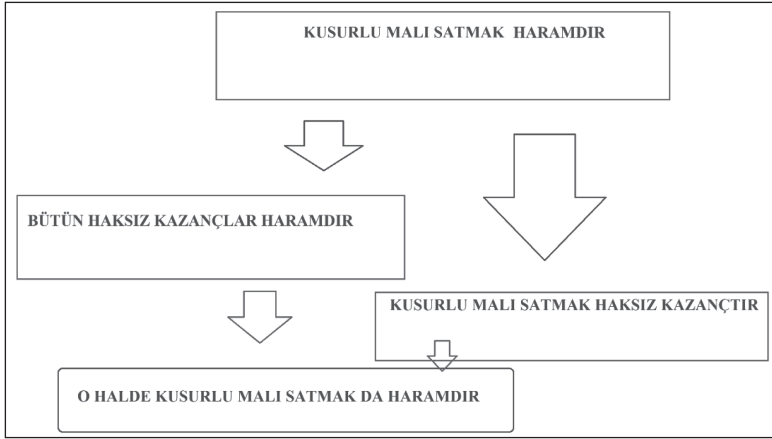 KUSURLU MALI SATMAK HARAMDIR
BÜTÜN HAKSIZ KAZANÇLAR HARAMDIR
KUSURLU MALI SATMAK HAKSIZ KAZANÇTIR
O HALDE KUSURLU MALI SATMAK DA HARAMDIR